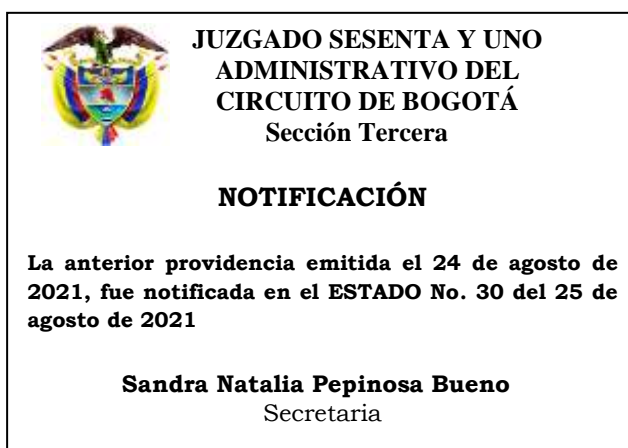 JUZGADO SESENTA Y UNO
ADMINISTRATIVO DEL
CIRCUITO DE BOGOTÁ
Sección Tercera
NOTIFICACIÓN
La anterior providencia emitida el 24 de agosto de
2021, fue notificada en el ESTADO No. 30 del 25 de
agosto de 2021
Sandra Natalia Pepinosa Bueno
Secretaria